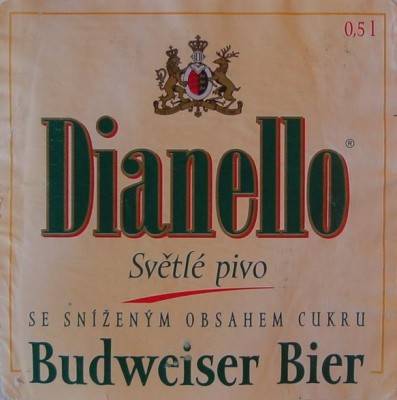 0,5 l
Dianello®
Světlé pivo
SE SNÍŽENÝM OBSAHEM CUKRU
Budweiser Bier